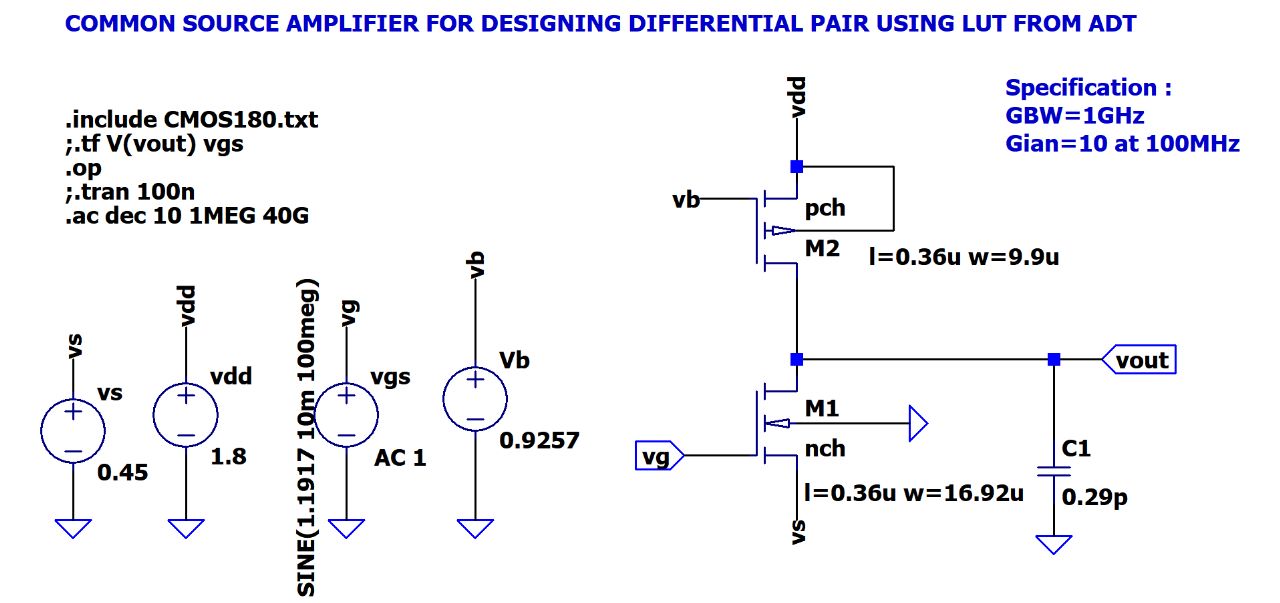 COMMON SOURCE AMPLIFIER FOR DESIGNING DIFFERENTIAL PAIR USING LUT FROM ADT
Specification :
GBW=1GHz
Gian=10 at 100MHz
.include CMOS180.txt
;.tf V(vout) vgs
.op
;.tran 100n
.ac dec 10 1MEG 40G
vdd
vb
pch
M2
l=0.36u w=9.9u
vs
vs
0.45
vdd
vdd
1.8
SINE(1.1917 10m 100meg)
vg
vgs
AC 1
vb
Vb
0.9257
vout
M1
nch
vg
l=0.36u w=16.92u
vs
C1
0.29p